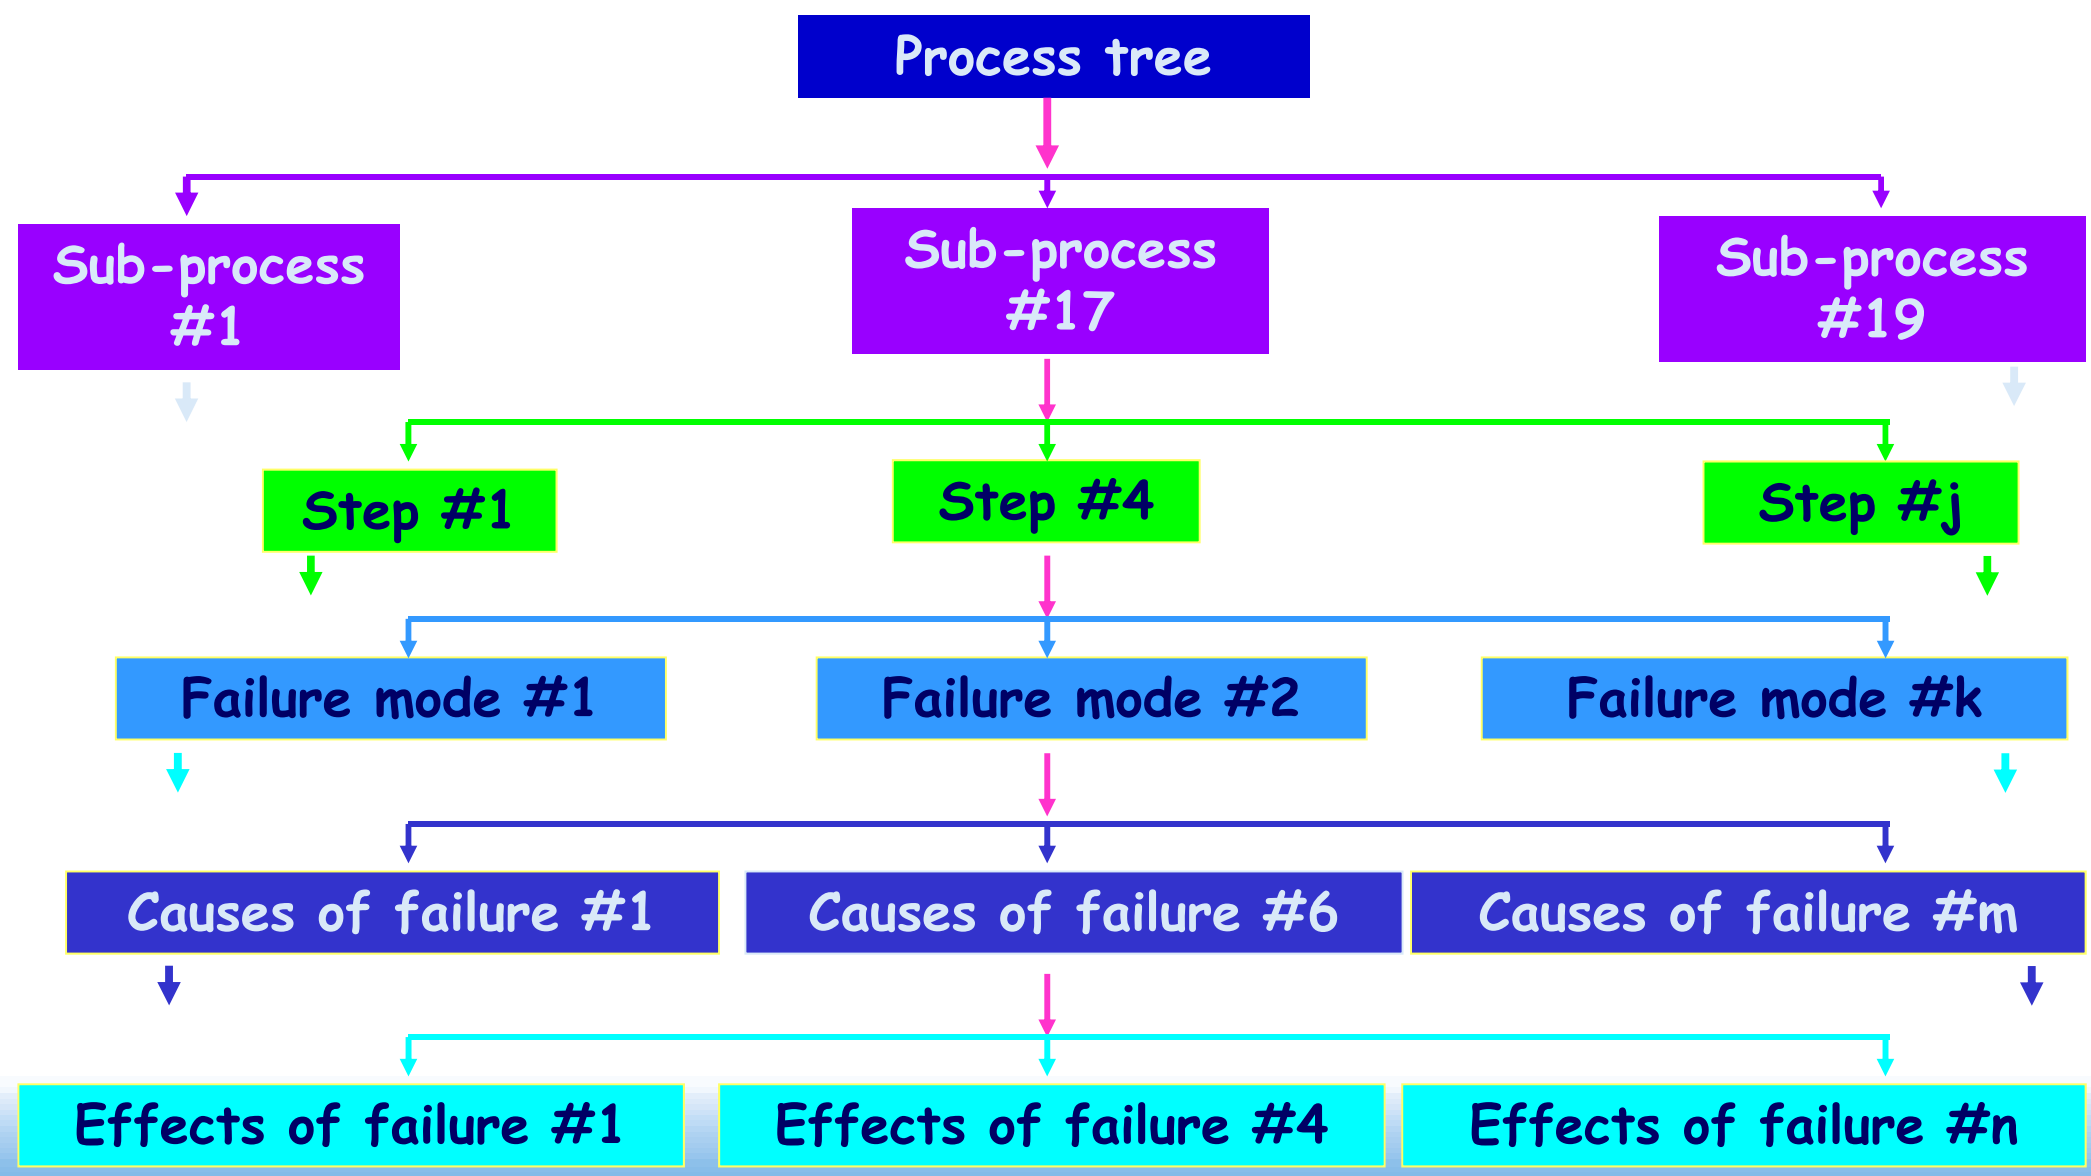 Process tree
Sub-process
#1
Sub-process
#17
Sub-process
#19
Step #1
Step #4
Step #j
Failure mode #1
Failure mode #2
Failure mode #k
Causes of failure #1
Causes of failure #6
Causes of failure #m
Effects of failure #1
Effects of failure #4
Effects of failure #n